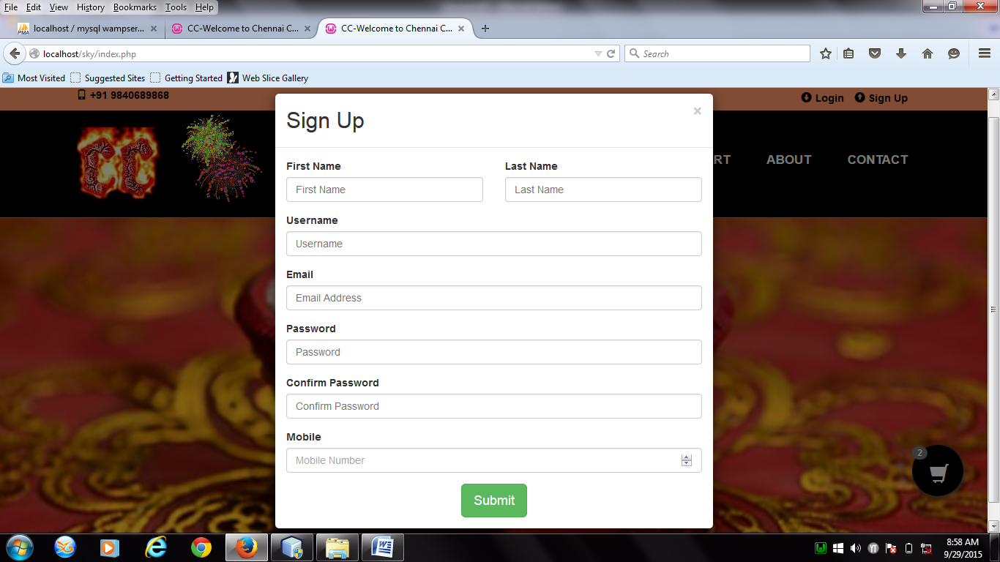 File Edit View History Bookmarks Tools Help
localhost / mysql wampser... CC-Welcome to Chennai C... CC-Welcome to Chennai C...
localhost/sky/index.php Search
Most Visited Suggested Sites Getting Started Web Slice Gallery
+91 9840689868 Login Sign Up
Sign Up ×
CC RT ABOUT CONTACT
First Name Last Name
First Name Last Name
Username
Username
Email
Email Address
Password
Password
Confirm Password
Confirm Password
Mobile
Mobile Number
2
Submit
8:58 AM
9/29/2015